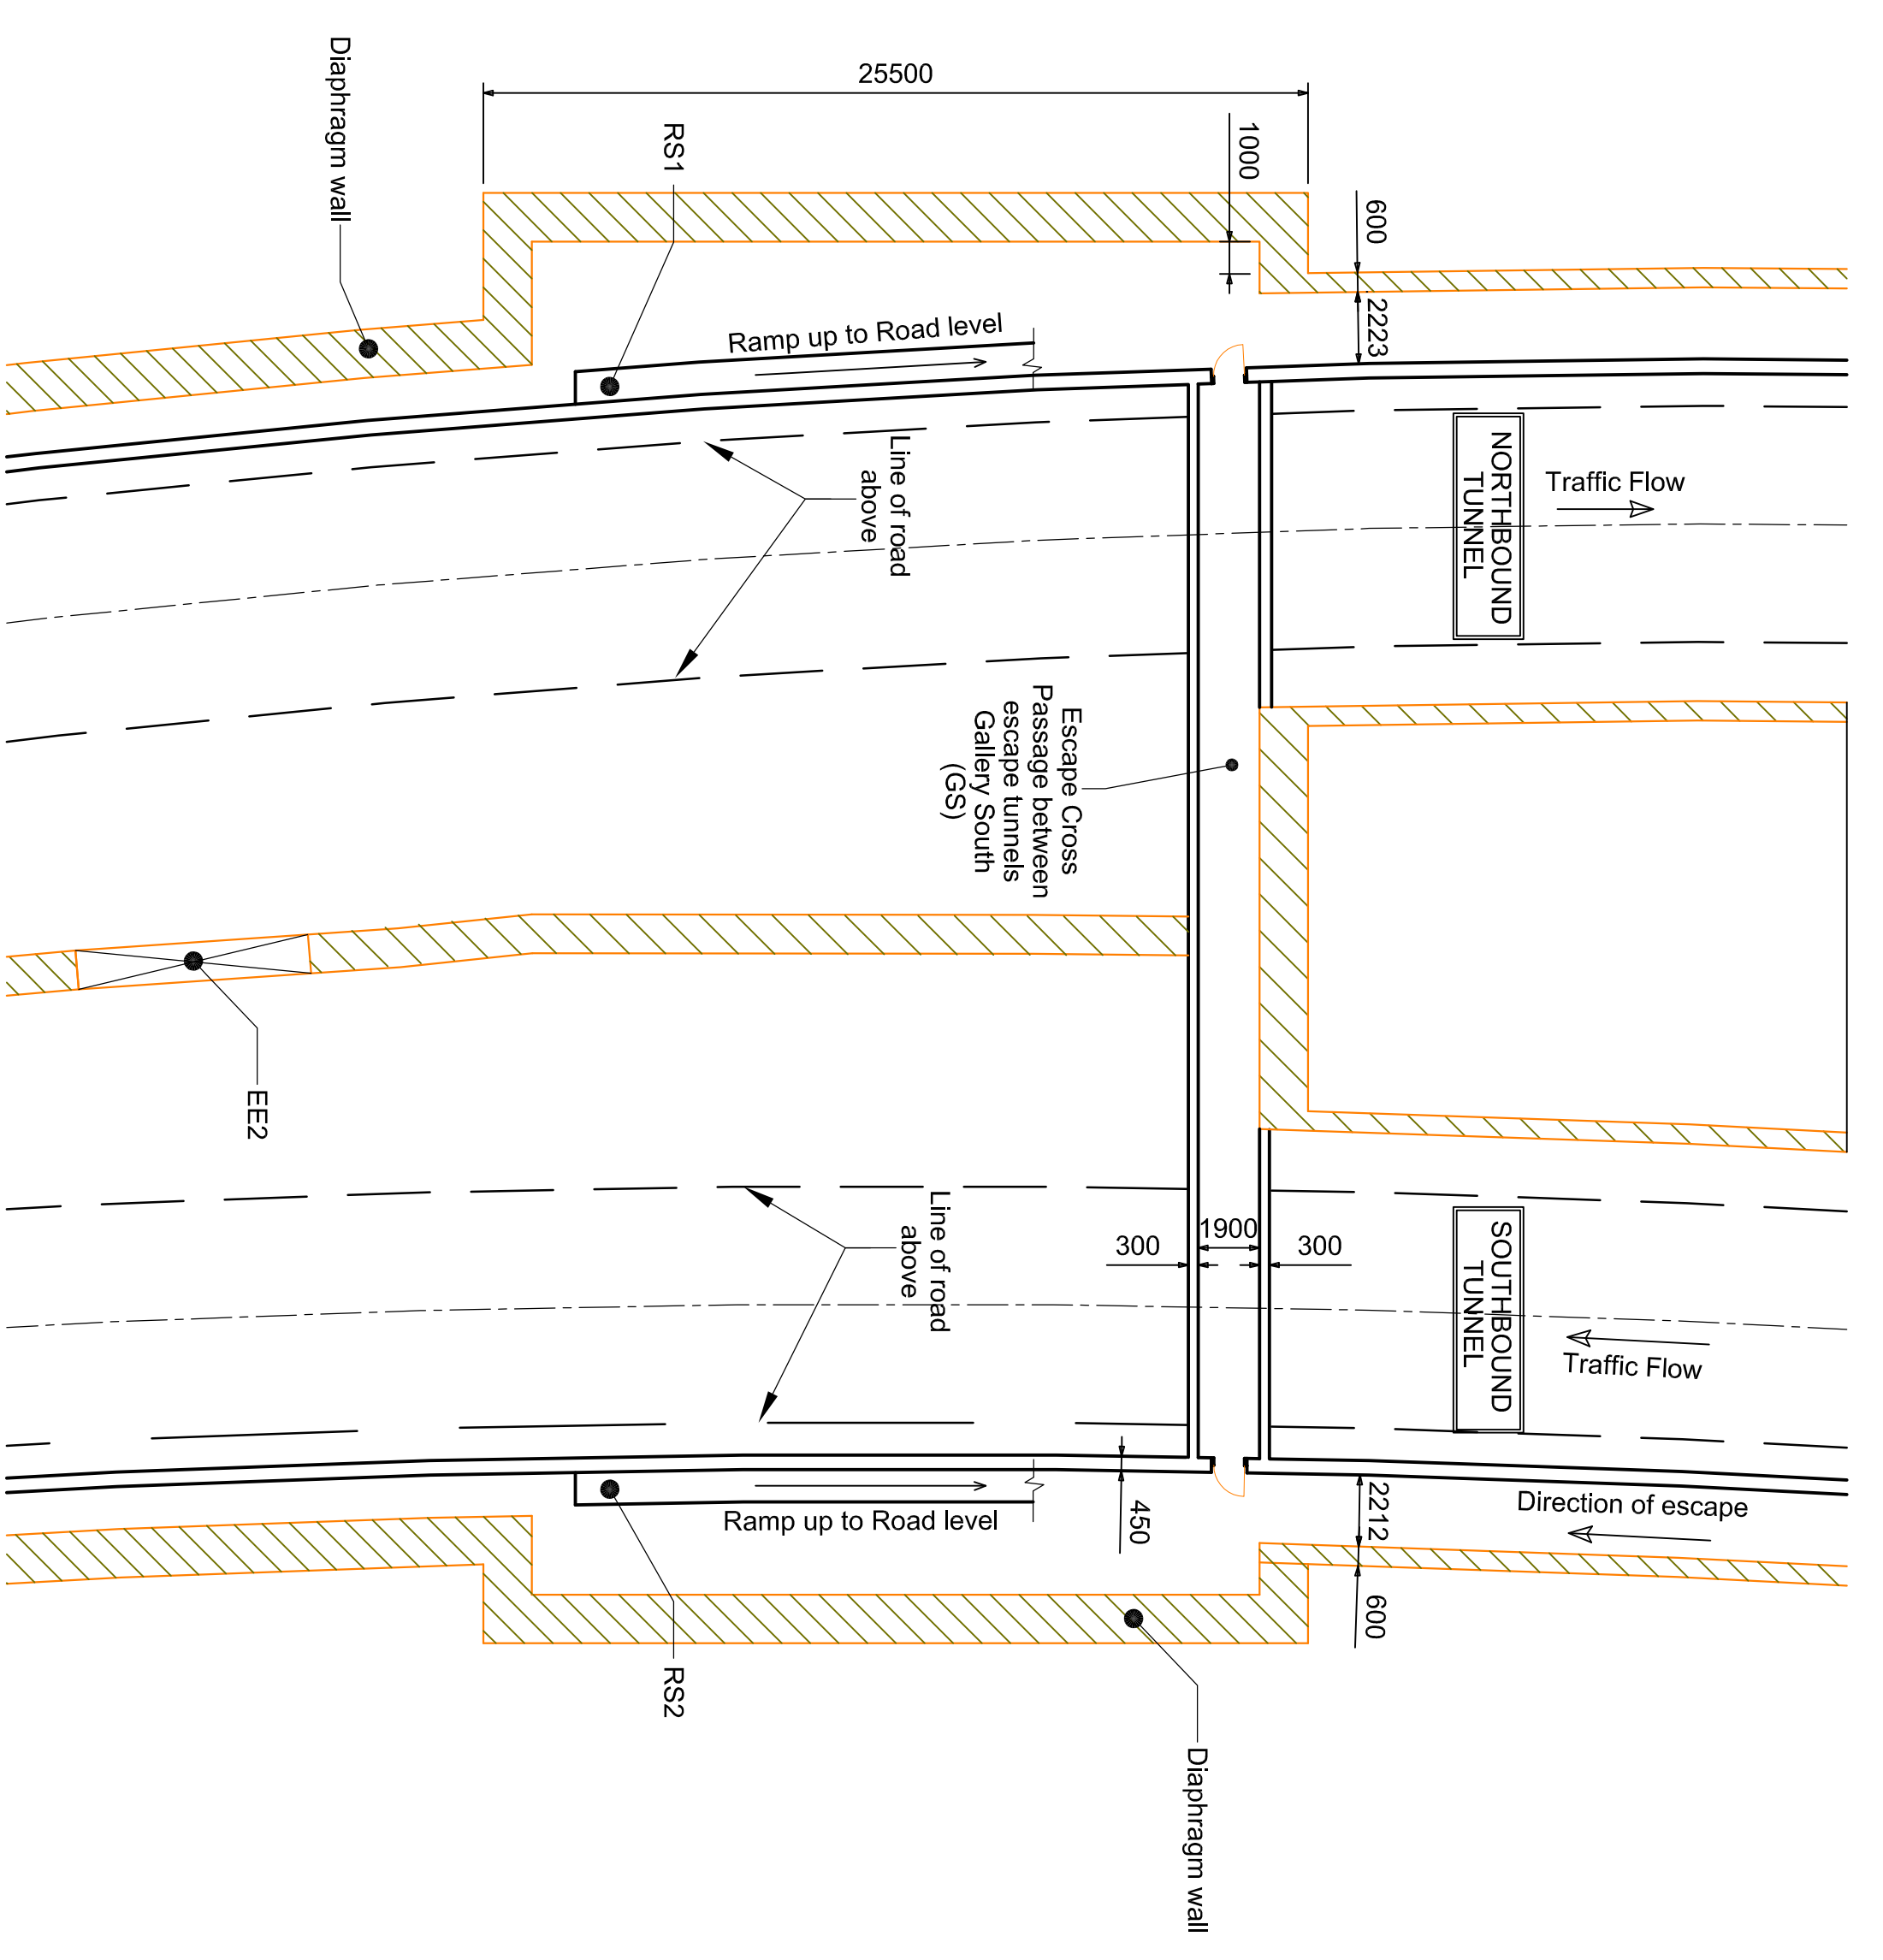 25500
Diaphragm wall
RS1
1000
600
2223
Ramp up to Road level
Line of road
above
NORTHBOUND
TUNNEL
Traffic Flow
Escape Cross
Passage between
escape tunnels
Gallery South
(GS)
EE2
Line of road
above
300
1900
300
SOUTHBOUND
TUNNEL
Traffic Flow
Direction of escape
Ramp up to Road level
450
2212
600
RS2
Diaphragm wall